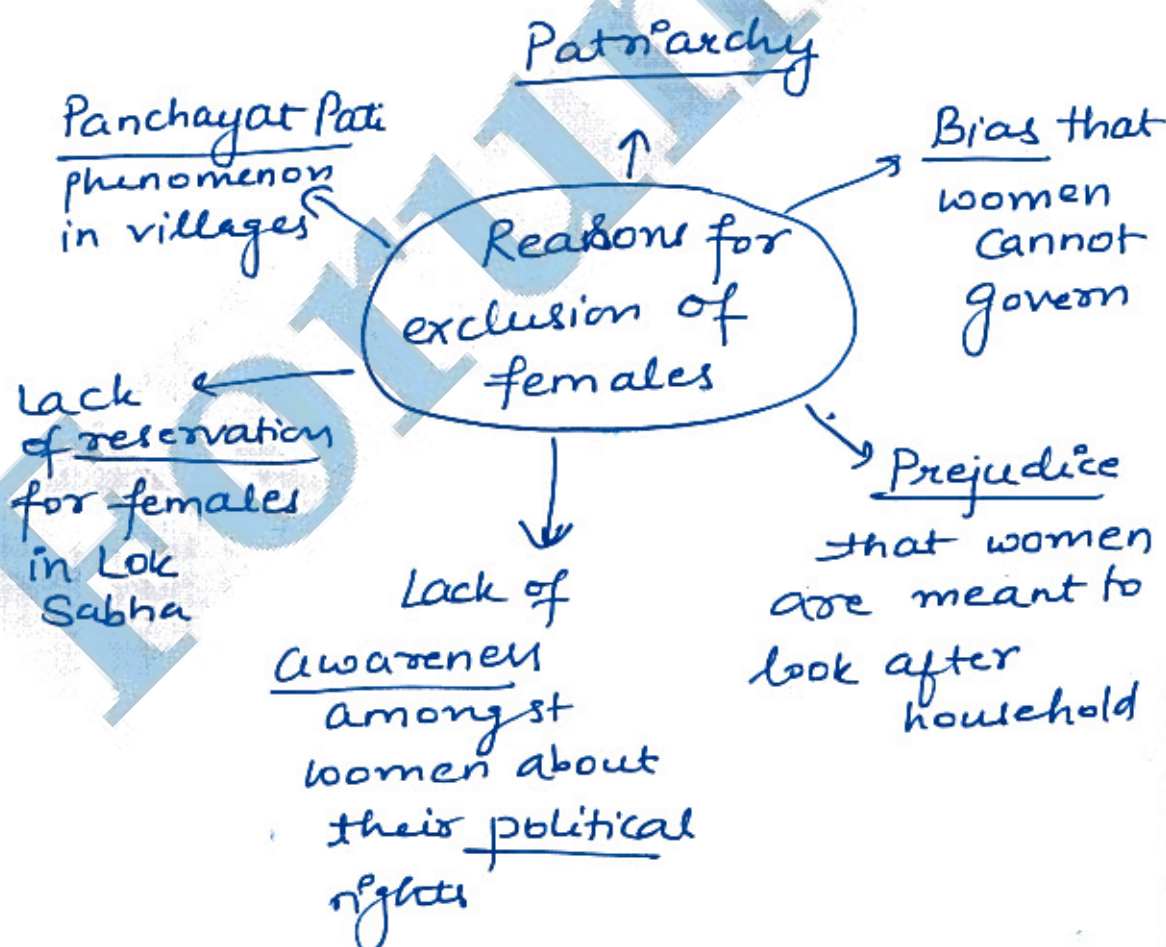 Patriarchy
Panchayat Pati
phenomenon
in villages
Bias that
women
cannot
govern
Reasons for
exclusion of
females
Lack
of reservation
for females
in Lok
Sabha
Lack of
awareness
amongst
women about
their political
rights
Prejudice
that women
are meant to
look after
household
Forum